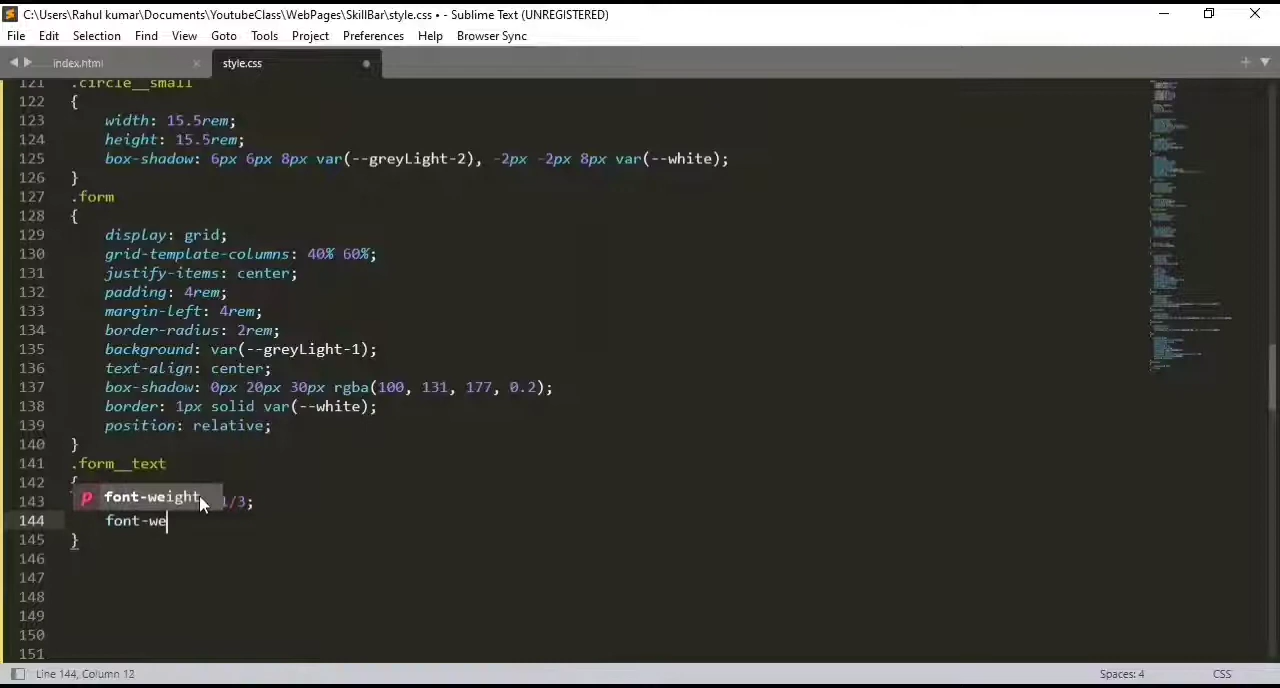 C:\Users\Rahul kumar\Documents\YoutubeClass\WebPages\SkillBar\style.css • - Sublime Text (UNREGISTERED)
File Edit Selection Find View Goto Tools Project Preferences Help Browser Sync
index.html × style.css
121 .circle__small
122 {
123 width: 15.5rem;
124 height: 15.5rem;
125 box-shadow: 6px 6px 8px var(--greyLight-2), -2px -2px 8px var(--white);
126 }
127 .form
128 {
129 display: grid;
130 grid-template-columns: 40% 60%;
131 justify-items: center;
132 padding: 4rem;
133 margin-left: 4rem;
134 border-radius: 2rem;
135 background: var(--greyLight-1);
136 text-align: center;
137 box-shadow: 0px 20px 30px rgba(100, 131, 177, 0.2);
138 border: 1px solid var(--white);
139 position: relative;
140 }
141 .form__text
142 {
p font-weight
143 1/3;
144 font-we
145 }
146
147
148
149
150
151
Line 144, Column 12 Spaces: 4 CSS